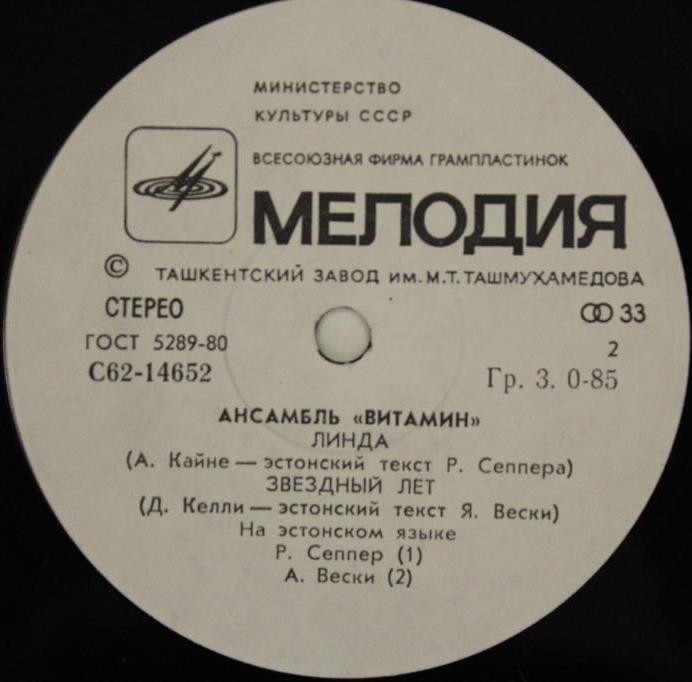 МИНИСТЕРСТВО
КУЛЬТУРЫ СССР
ВСЕСОЮЗНАЯ ФИРМА ГРАМПЛАСТИНОК
МЕЛОДИЯ
© ТАШКЕНТСКИЙ ЗАВОД ИМ. М.Т. ТАШМУХАМЕДОВА
СТЕРЕО
33
ГОСТ 5289-80
2
С62-14652
Гр. 3. 0-85
АНСАМБЛЬ «ВИТАМИН»
ЛИНДА
(А. Кайне — эстонский текст Р. Сеппера)
ЗВЕЗДНЫЙ ЛЕТ
(Д. Келли — эстонский текст Я. Вески)
На эстонском языке
Р. Сеппер (1)
А. Вески (2)